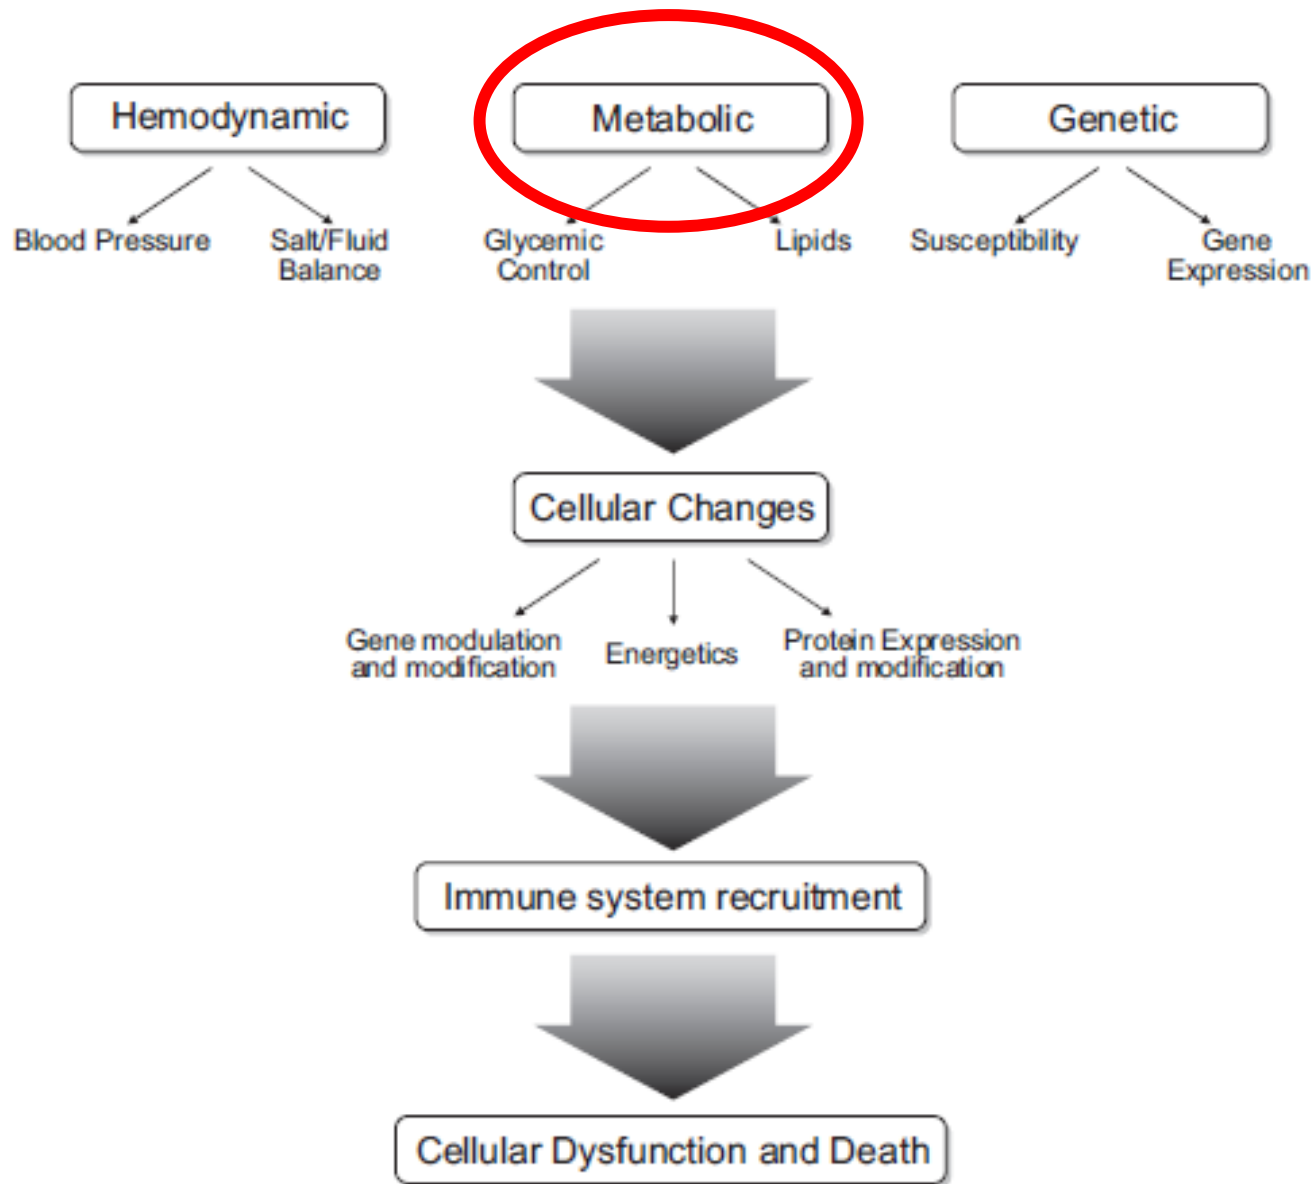 Hemodynamic
Metabolic
Genetic
Blood Pressure
Salt/Fluid
Balance
Glycemic
Control
Lipids
Susceptibility
Gene
Expression
Cellular Changes
Gene modulation
and modification
Energetics
Protein Expression
and modification
Immune system recruitment
Cellular Dysfunction and Death